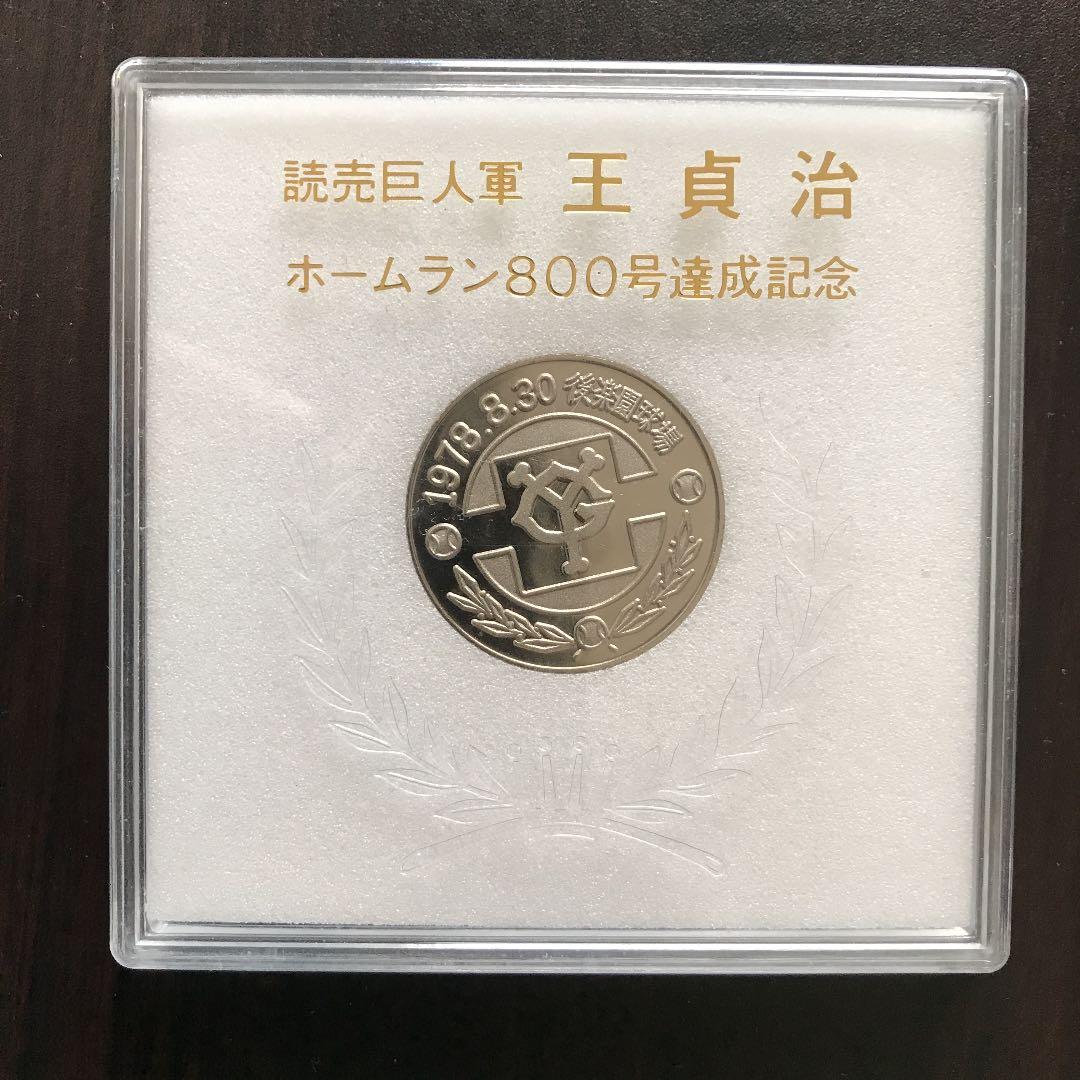 読売巨人軍 王貞治
ホームラン800号達成記念
1978.8.30 後楽園球場